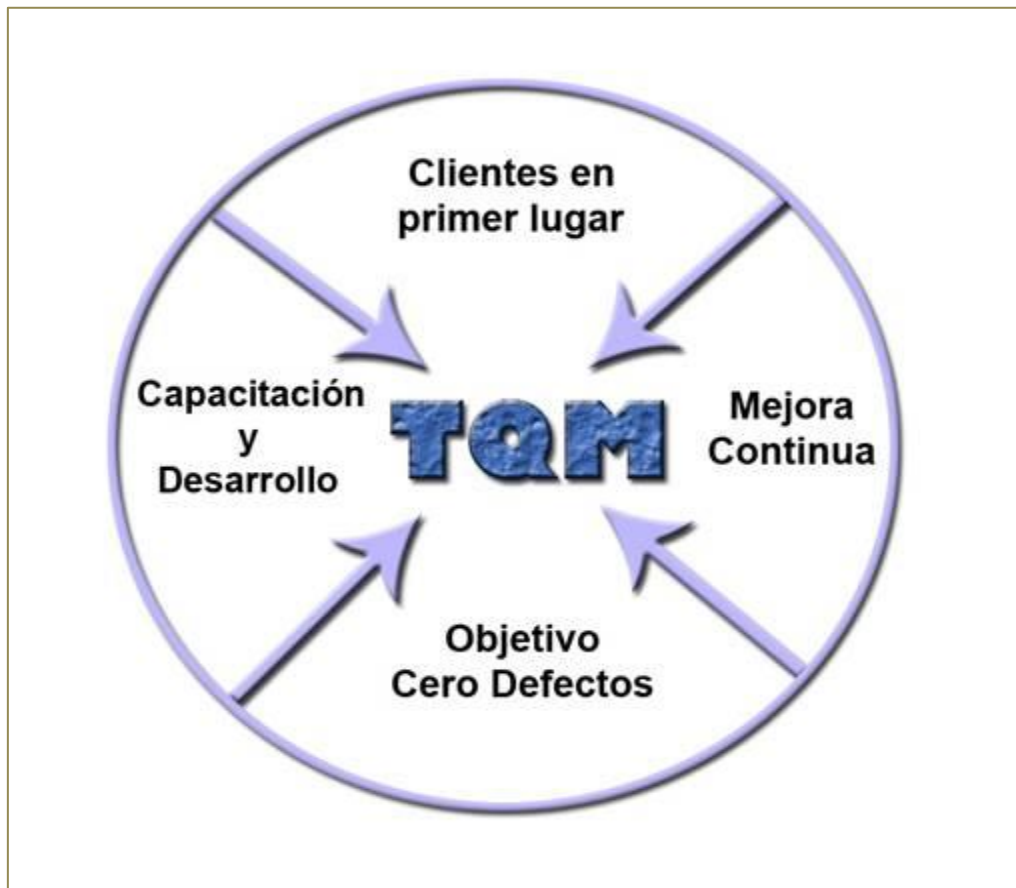 Clientes en
primer lugar
Capacitación
y
Desarrollo
TQM
Mejora
Continua
Objetivo
Cero Defectos